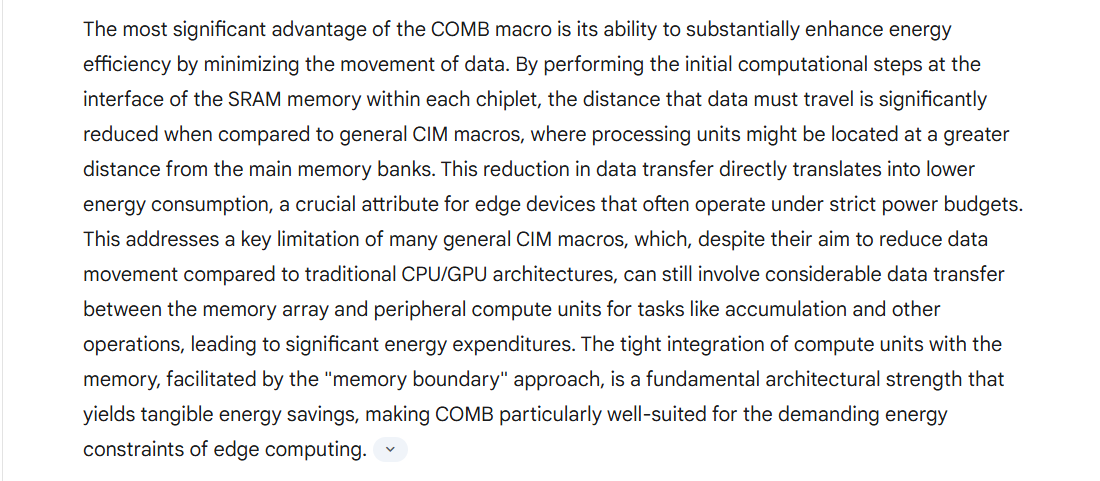 The most significant advantage of the COMB macro is its ability to substantially enhance energy
efficiency by minimizing the movement of data. By performing the initial computational steps at the
interface of the SRAM memory within each chiplet, the distance that data must travel is significantly
reduced when compared to general CIM macros, where processing units might be located at a greater
distance from the main memory banks. This reduction in data transfer directly translates into lower
energy consumption, a crucial attribute for edge devices that often operate under strict power budgets.
This addresses a key limitation of many general CIM macros, which, despite their aim to reduce data
movement compared to traditional CPU/GPU architectures, can still involve considerable data transfer
between the memory array and peripheral compute units for tasks like accumulation and other
operations, leading to significant energy expenditures. The tight integration of compute units with the
memory, facilitated by the "memory boundary" approach, is a fundamental architectural strength that
yields tangible energy savings, making COMB particularly well-suited for the demanding energy
constraints of edge computing.